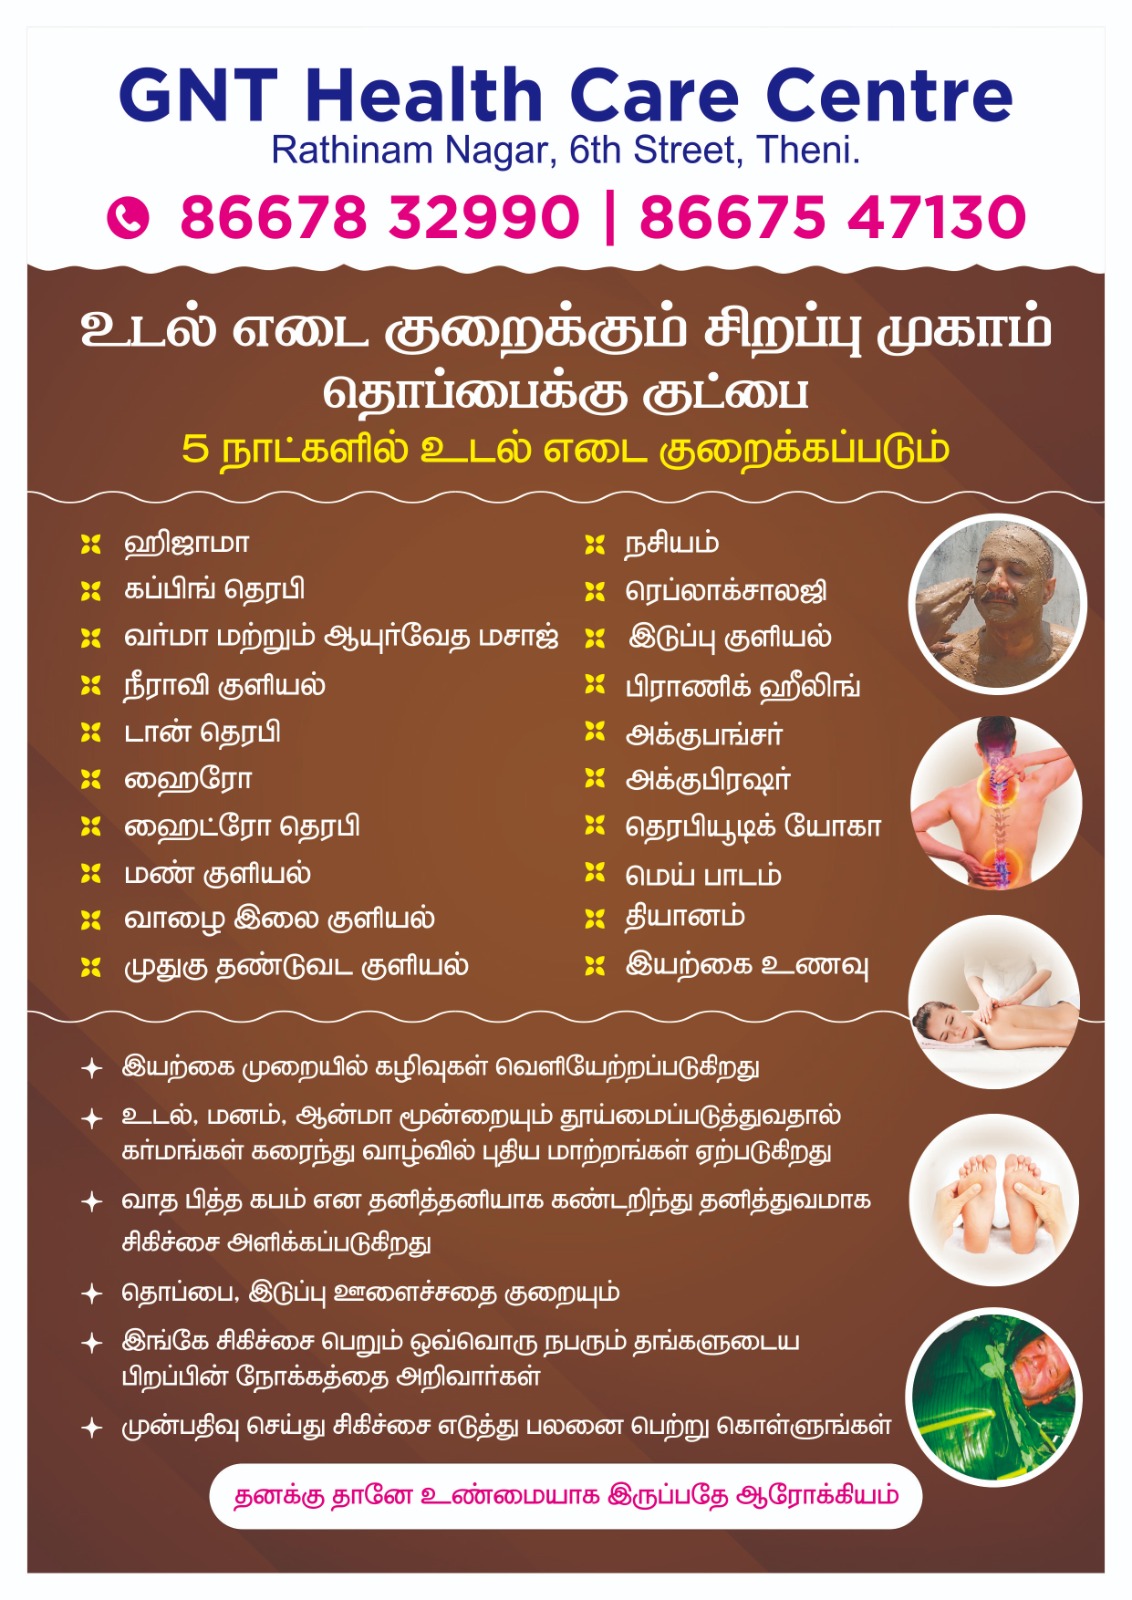 GNT Health Care Centre
Rathinam Nagar, 6th Street, Theni.
86678 32990 | 86675 47130
உடல் எடை குறைக்கும் சிறப்பு முகாம்
தொப்பைக்கு குட்பை
5 நாட்களில் உடல் எடை குறைக்கப்படும்
ஹிஜாமா
கப்பிங் தெரபி
வர்மா மற்றும் ஆயுர்வேத மசாஜ்
நீராவி குளியல்
டான் தெரபி
ஹைரோ
ஹைட்ரோ தெரபி
மண் குளியல்
வாழை இலை குளியல்
முதுகு தண்டுவட குளியல்
நசியம்
ரெப்லாக்சாலஜி
இடுப்பு குளியல்
பிராணிக் ஹீலிங்
அக்குபங்சர்
அக்குபிரஷர்
தெரபியூடிக் யோகா
மெய் பாடம்
தியானம்
இயற்கை உணவு
இயற்கை முறையில் கழிவுகள் வெளியேற்றப்படுகிறது
உடல், மனம், ஆன்மா மூன்றையும் தூய்மைப்படுத்துவதால்
கர்மங்கள் கரைந்து வாழ்வில் புதிய மாற்றங்கள் ஏற்படுகிறது
வாத பித்த கபம் என தனித்தனியாக கண்டறிந்து தனித்துவமாக
சிகிச்சை அளிக்கப்படுகிறது
தொப்பை, இடுப்பு ஊளைச்சதை குறையும்
இங்கே சிகிச்சை பெறும் ஒவ்வொரு நபரும் தங்களுடைய
பிறப்பின் நோக்கத்தை அறிவார்கள்
முன்பதிவு செய்து சிகிச்சை எடுத்து பலனை பெற்று கொள்ளுங்கள்
தனக்கு தானே உண்மையாக இருப்பதே ஆரோக்கியம்